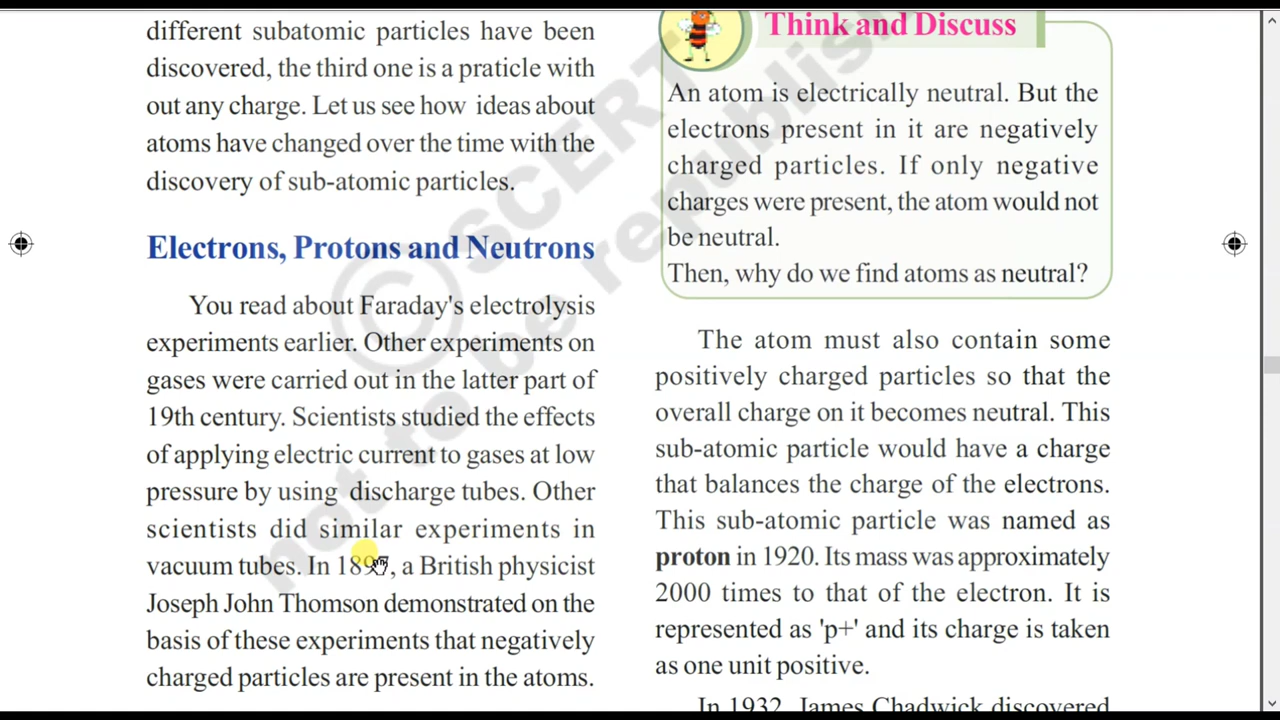 different subatomic particles have been
discovered, the third one is a praticle with
out any charge. Let us see how ideas about
atoms have changed over the time with the
discovery of sub-atomic particles.
Electrons, Protons and Neutrons
You read about Faraday's electrolysis
experiments earlier. Other experiments on
gases were carried out in the latter part of
19th century. Scientists studied the effects
of applying electric current to gases at low
pressure by using discharge tubes. Other
scientists did similar experiments in
vacuum tubes. In 1897, a British physicist
Joseph John Thomson demonstrated on the
basis of these experiments that negatively
charged particles are present in the atoms.
Think and Discuss
An atom is electrically neutral. But the
electrons present in it are negatively
charged particles. If only negative
charges were present, the atom would not
be neutral.
Then, why do we find atoms as neutral?
The atom must also contain some
positively charged particles so that the
overall charge on it becomes neutral. This
sub-atomic particle would have a charge
that balances the charge of the electrons.
This sub-atomic particle was named as
proton in 1920. Its mass was approximately
2000 times to that of the electron. It is
represented as 'p+' and its charge is taken
as one unit positive.
In 1932, James Chadwick discovered
© SCERT
not to be republished